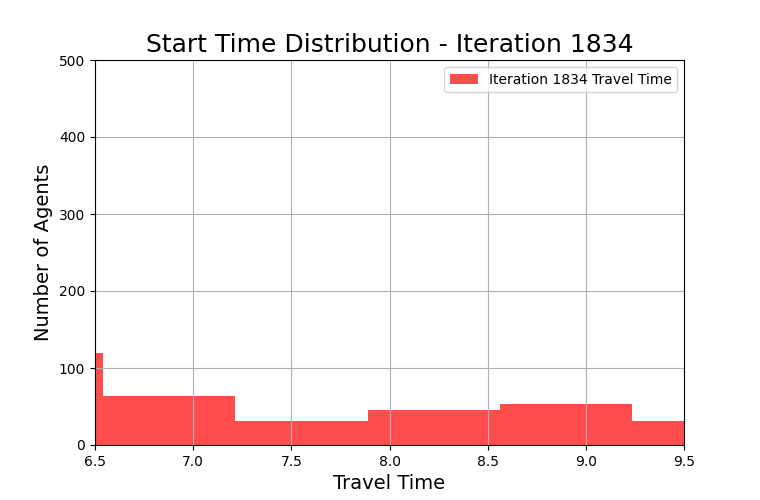 Start Time Distribution - Iteration 1834
Iteration 1834 Travel Time
Number of Agents
500
400
300
200
100
0
6.5 7.0 7.5 8.0 8.5 9.0 9.5
Travel Time